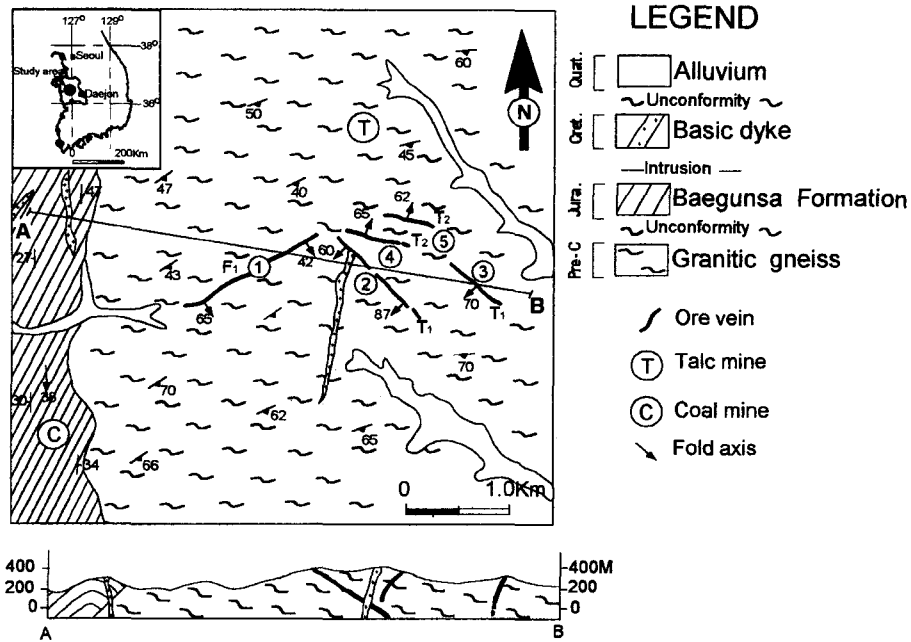 127° 129°
38°
Seoul
Study area
Daejon
36°
0 200Km
N
T
60
50
45
47
47
40
62
65
T2
T2
5
A
4
60
42
F1
1
3
27
43
2
B
70
65
87
T1
T1
70
70
36
30
62
C
65
34
66
0 1.0Km
LEGEND
Quat.
Alluvium
Unconformity
Cret.
Basic dyke
Intrusion
Jura.
Baegunsa Formation
Unconformity
Pre-C
Granitic gneiss
Ore vein
T Talc mine
C Coal mine
Fold axis
400 400M
200 200
0 0
A B